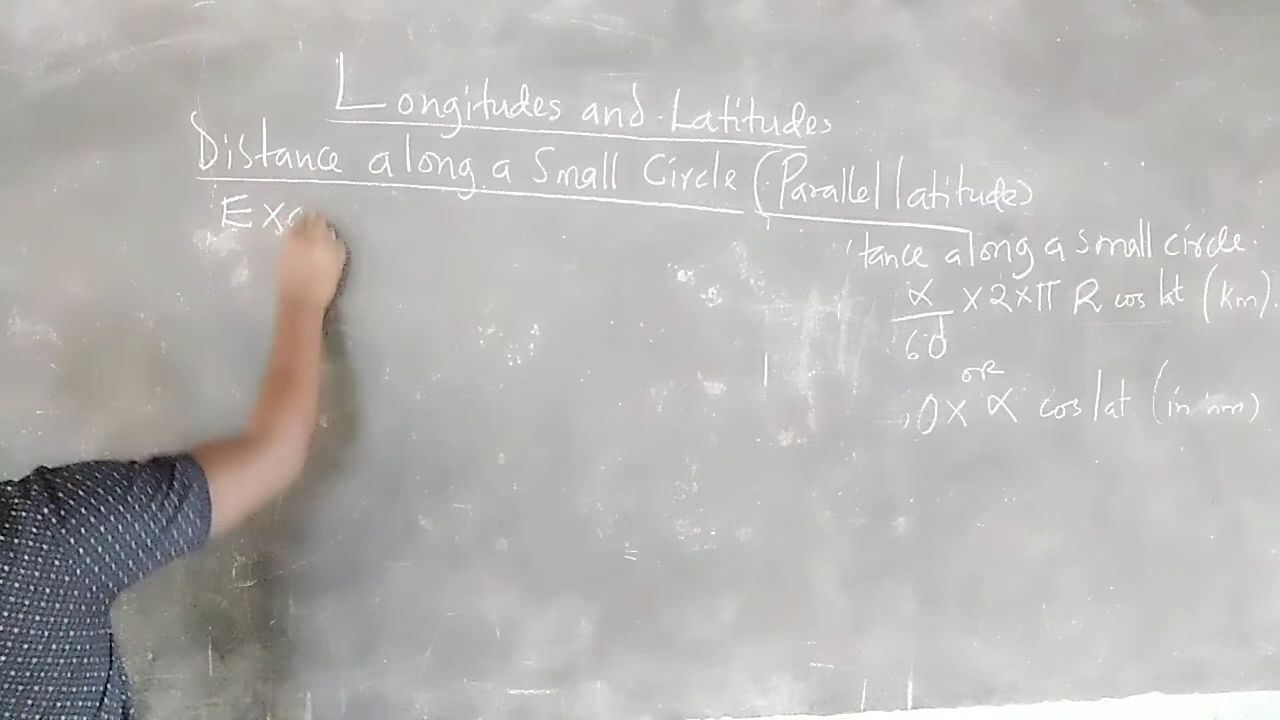 Longitudes and Latitudes
Distance along a Small Circle (Parallel latitude)
Exa
tance along a small circle.
α/60 x 2 x π R cos lat (km).
OR
0 x α cos lat (in nm)